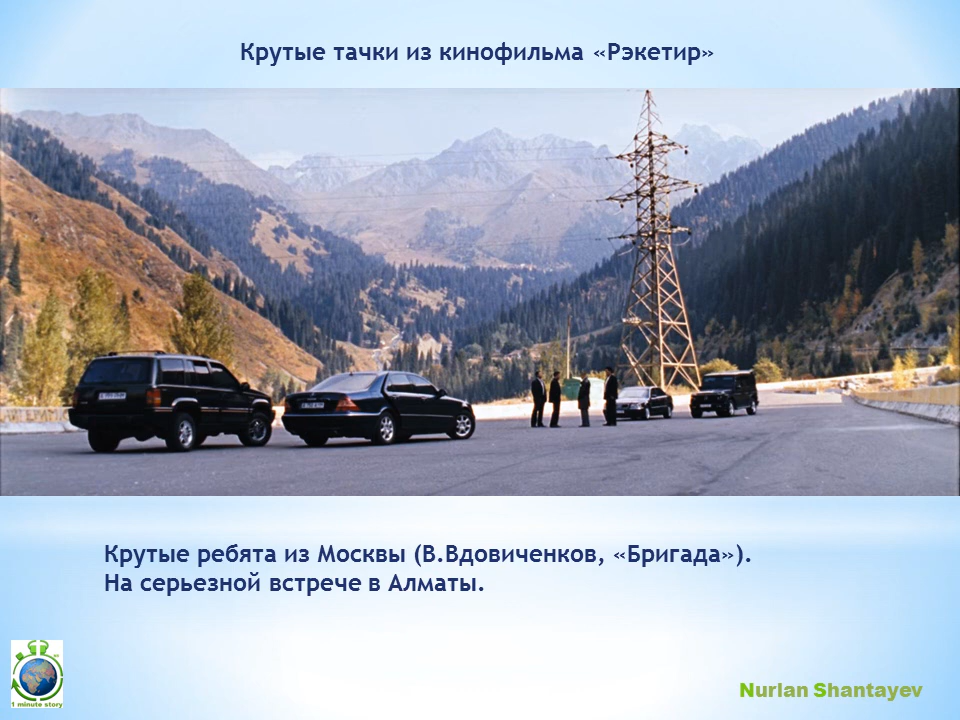 Крутые тачки из кинофильма «Рэкетир»
Крутые ребята из Москвы (В.Вдовиченков, «Бригада»).
На серьезной встрече в Алматы.
1 minute story
Nurlan Shantayev